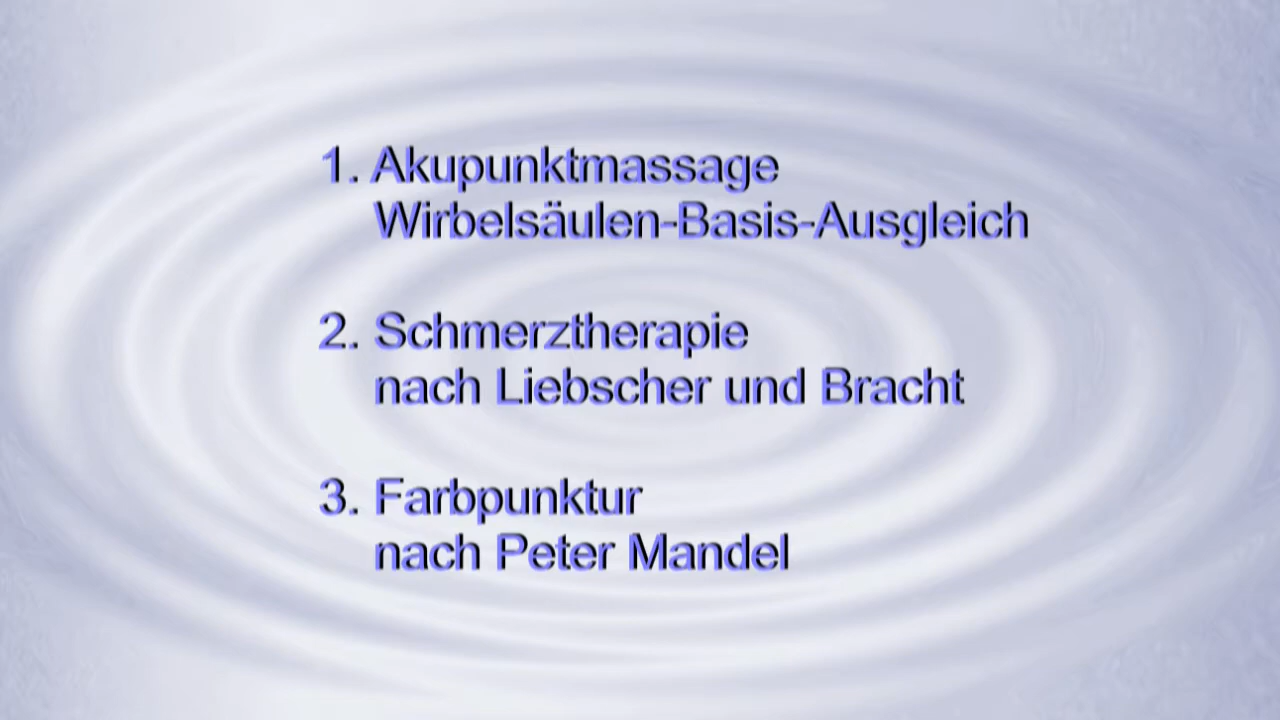 1. Akupunktmassage
Wirbelsäulen-Basis-Ausgleich
2. Schmerztherapie
nach Liebscher und Bracht
3. Farbpunktur
nach Peter Mandel